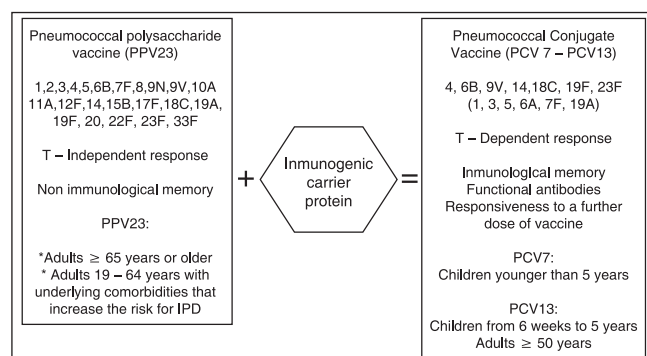 Pneumococcal polysaccharide
vaccine (PPV23)
1,2,3,4,5,6B,7F,8,9N,9V,10A
11A,12F,14,15B,17F,18C,19A,
19F, 20, 22F, 23F, 33F
T – Independent response
Non immunological memory
PPV23:
*Adults ≥ 65 years or older
* Adults 19 – 64 years with
underlying comorbidities that
increase the risk for IPD
+
Inmunogenic
carrier
protein
=
Pneumococcal Conjugate
Vaccine (PCV 7 – PCV13)
4, 6B, 9V, 14,18C, 19F, 23F
(1, 3, 5, 6A, 7F, 19A)
T – Dependent response
Inmunological memory
Functional antibodies
Responsiveness to a further
dose of vaccine
PCV7:
Children younger than 5 years
PCV13:
Children from 6 weeks to 5 years
Adults ≥ 50 years